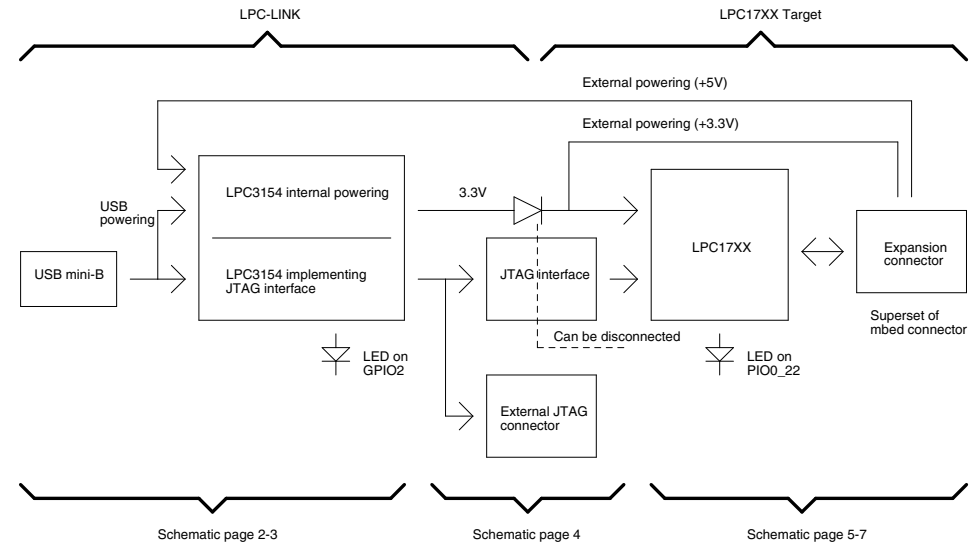 LPC-LINK
LPC17XX Target
External powering (+5V)
External powering (+3.3V)
LPC3154 internal powering
3.3V
USB
powering
LPC17XX
Expansion
connector
USB mini-B
LPC3154 implementing
JTAG interface
JTAG interface
Superset of
mbed connector
Can be disconnected
LED on
GPIO2
LED on
PIO0_22
External JTAG
connector
Schematic page 2-3
Schematic page 4
Schematic page 5-7